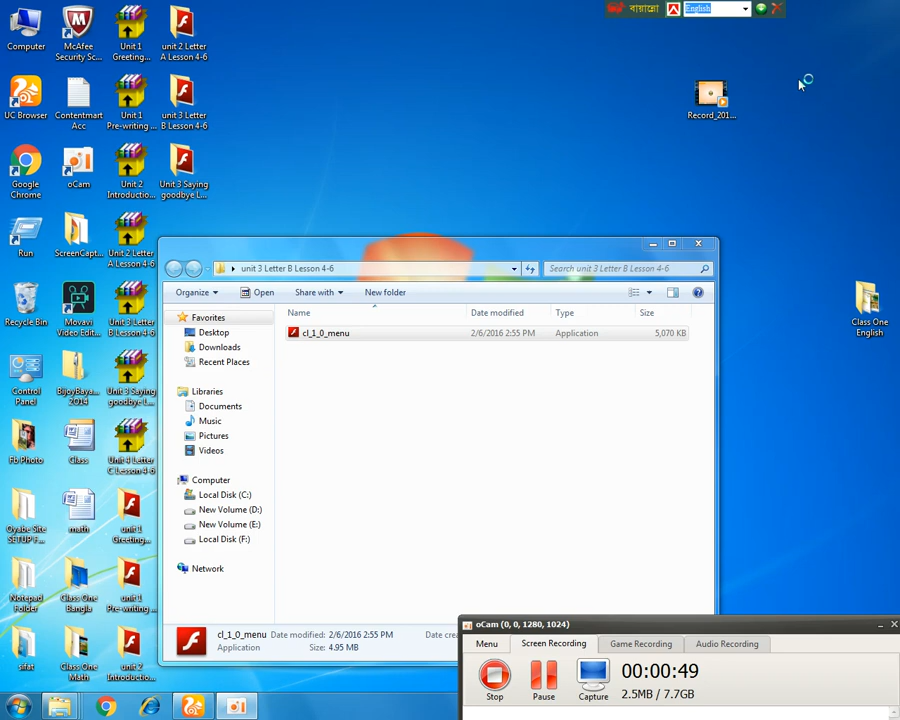 বায়ান্নো English
Computer
McAfee
Security Sc...
Unit 1
Greeting...
unit 2 Letter
A Lesson 4-6
UC Browser
Contentmart
Acc
Unit 1
Pre-writing ...
unit 3 Letter
B Lesson 4-6
Record_201...
Google
Chrome
oCam
Unit 2
Introductio...
Unit 3 Saying
goodbye L...
Run
ScreenCapt...
Unit 2 Letter
A Lesson 4-6
Recycle Bin
Movavi
Video Edit...
Unit 3 Letter
B Lesson 4-6
Class One
English
Control
Panel
BijoyBaya...
2014
Unit 3 Saying
goodbye L...
Fb Photo
Class
Unit 4 Letter
C Lesson 4-6
Oyabe Site
SETUP F...
math
unit 1
Greeting...
Notepad
Folder
Class One
Bangla
unit 1
Pre-writing ...
sifat
Class One
Math
unit 2
Introductio...
unit 3 Letter B Lesson 4-6
Search unit 3 Letter B Lesson 4-6
Organize Open Share with New folder
Favorites
Desktop
Downloads
Recent Places
Libraries
Documents
Music
Pictures
Videos
Computer
Local Disk (C:)
New Volume (D:)
New Volume (E:)
Local Disk (F:)
Network
Name Date modified Type Size
cl_1_0_menu 2/6/2016 2:55 PM Application 5,070 KB
cl_1_0_menu Date modified: 2/6/2016 2:55 PM Date crea
Application Size: 4.95 MB
oCam (0, 0, 1280, 1024)
Menu Screen Recording Game Recording Audio Recording
Stop Pause Capture
00:00:49
2.5MB / 7.7GB